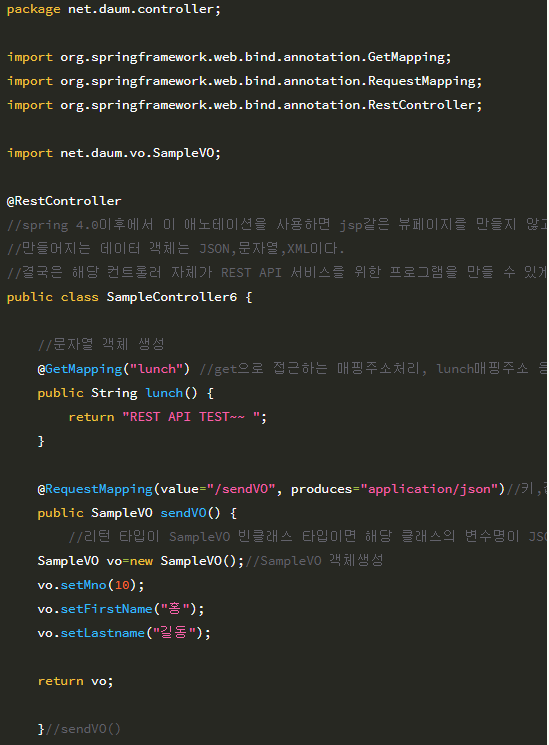 package net.daum.controller;
import org.springframework.web.bind.annotation.GetMapping;
import org.springframework.web.bind.annotation.RequestMapping;
import org.springframework.web.bind.annotation.RestController;
import net.daum.vo.SampleVO;
@RestController
//spring 4.0이후에서 이 애노테이션을 사용하면 jsp같은 뷰페이지를 만들지 않고
//만들어지는 데이터 객체는 JSON,문자열,XML이다.
//결국은 해당 컨트롤러 자체가 REST API 서비스를 위한 프로그램을 만들 수 있게
public class SampleController6 {
//문자열 객체 생성
@GetMapping("lunch") //get으로 접근하는 매핑주소처리, lunch매핑주소 등
public String lunch() {
return "REST API TEST~~ ";
}
@RequestMapping(value="/sendVO", produces="application/json")//키,
public SampleVO sendVO() {
//리턴 타입이 SampleVO 빈클래스 타입이면 해당 클래스의 변수명이 JSO
SampleVO vo=new SampleVO();//SampleVO 객체생성
vo.setMno(10);
vo.setFirstName("홍");
vo.setLastname("길동");
return vo;
}//sendVO()